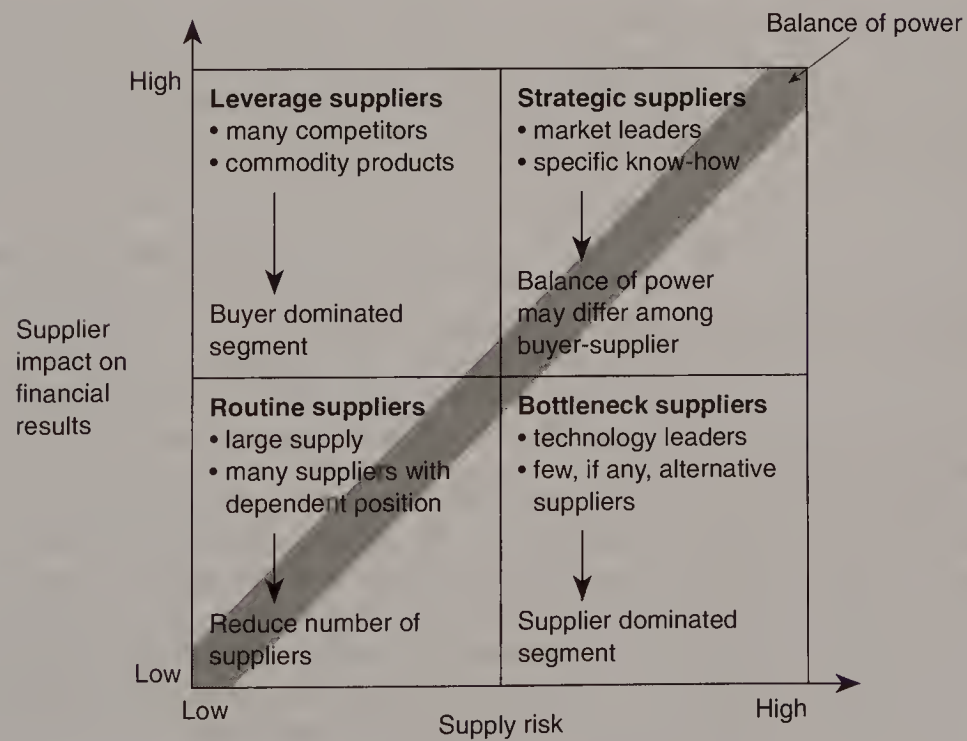 Balance of power
High
Leverage suppliers
• many competitors
• commodity products
Buyer dominated
segment
Strategic suppliers
• market leaders
• specific know-how
Balance of power
may differ among
buyer-supplier
Supplier
impact on
financial
results
Routine suppliers
• large supply
• many suppliers with
dependent position
Reduce number of
suppliers
Bottleneck suppliers
• technology leaders
• few, if any, alternative
suppliers
Supplier dominated
segment
Low
Low
Supply risk
High